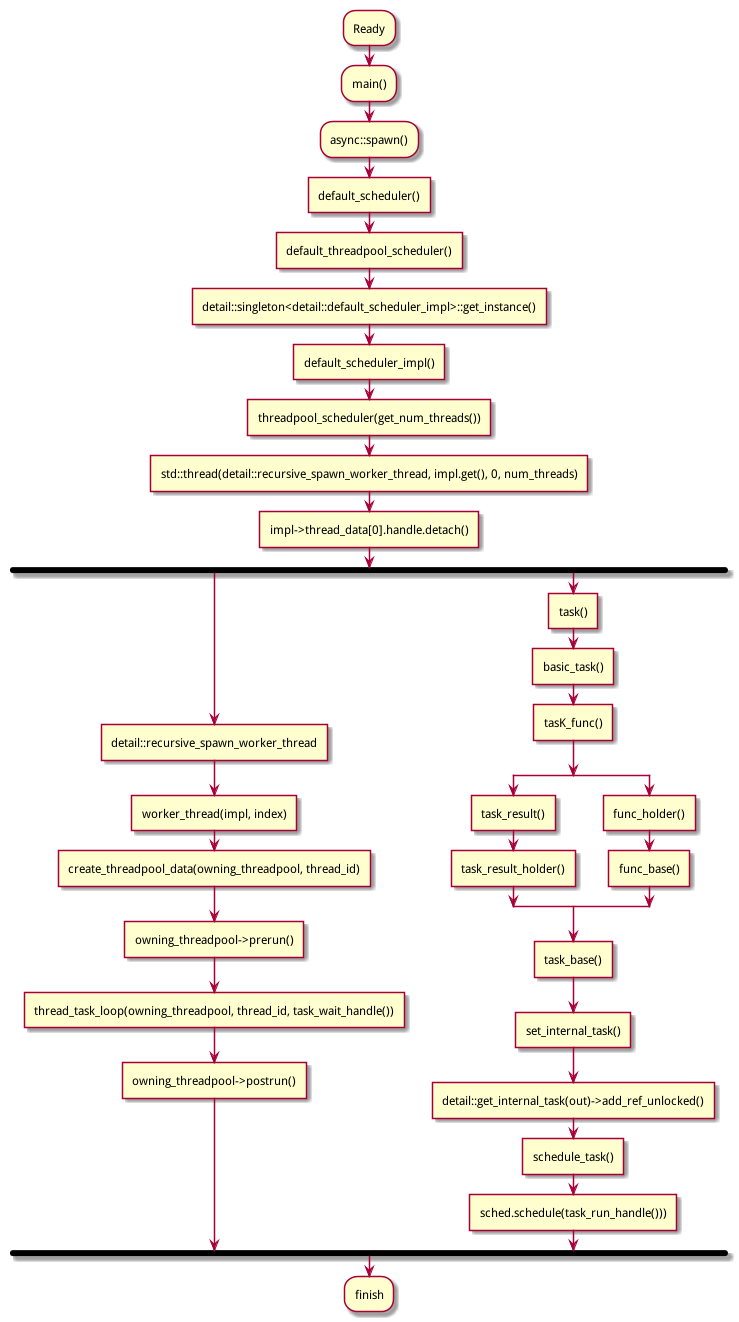 Ready
main()
async::spawn()
default_scheduler()
default_threadpool_scheduler()
detail::singleton<detail::default_scheduler_impl>::get_instance()
default_scheduler_impl()
threadpool_scheduler(get_num_threads())
std::thread(detail::recursive_spawn_worker_thread, impl.get(), 0, num_threads)
impl->thread_data[0].handle.detach()
detail::recursive_spawn_worker_thread
worker_thread(impl, index)
create_threadpool_data(owning_threadpool, thread_id)
owning_threadpool->prerun()
thread_task_loop(owning_threadpool, thread_id, task_wait_handle())
owning_threadpool->postrun()
task()
basic_task()
tasK_func()
task_result()
task_result_holder()
func_holder()
func_base()
task_base()
set_internal_task()
detail::get_internal_task(out)->add_ref_unlocked()
schedule_task()
sched.schedule(task_run_handle()))
finish